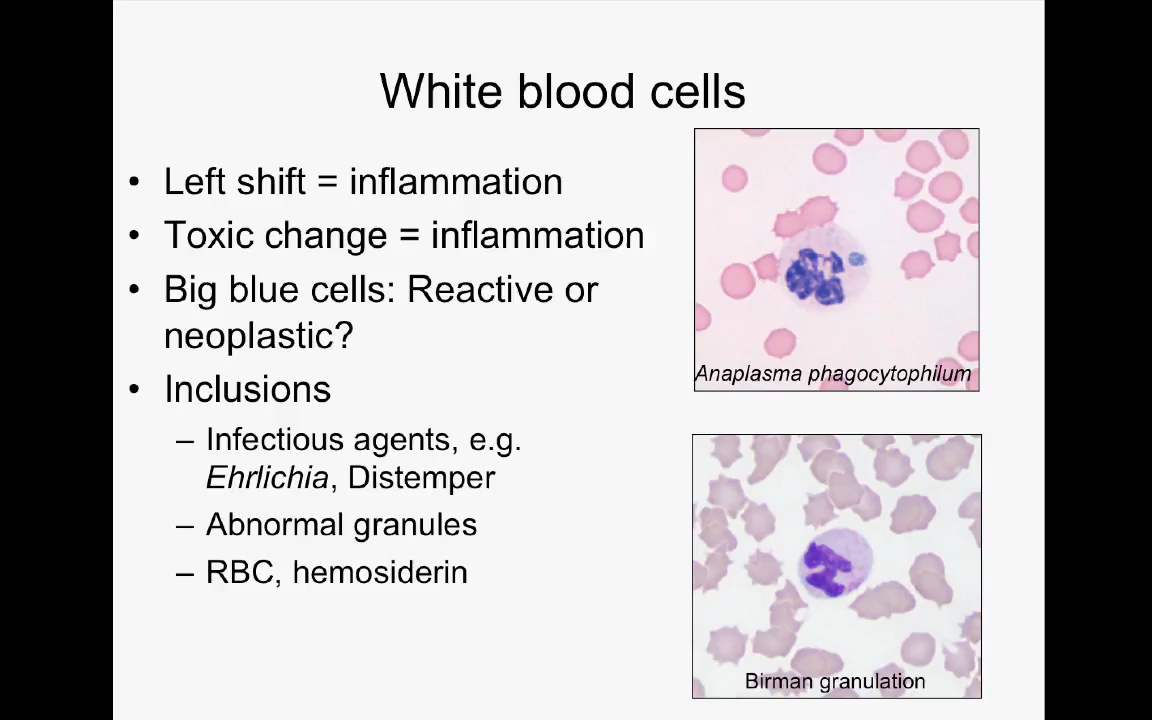 White blood cells
• Left shift = inflammation
• Toxic change = inflammation
• Big blue cells: Reactive or
neoplastic?
• Inclusions
– Infectious agents, e.g.
Ehrlichia, Distemper
– Abnormal granules
– RBC, hemosiderin
Anaplasma phagocytophilum
Birman granulation